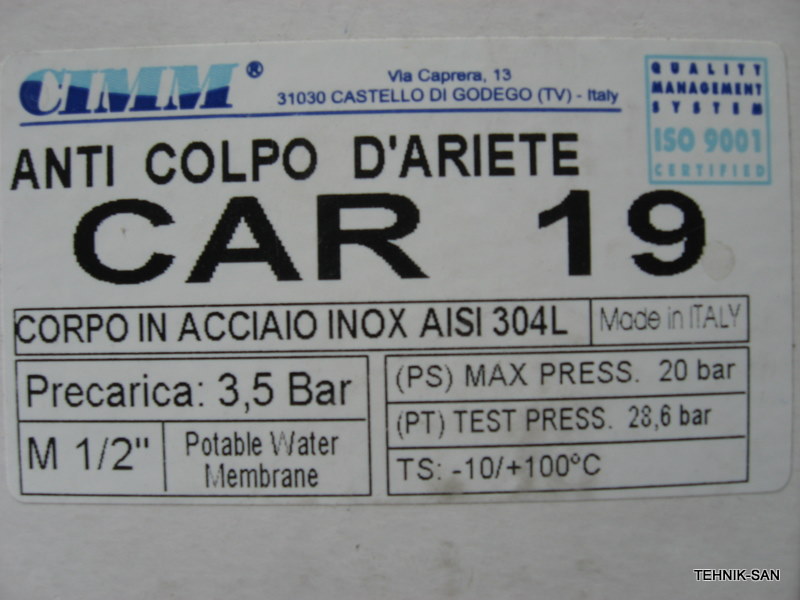 CIMM®
Via Caprera, 13
31030 CASTELLO DI GODEGO (TV) - Italy
QUALITY
MANAGEMENT
SYSTEM
ISO 9001
CERTIFIED
ANTI COLPO D'ARIETE
CAR 19
CORPO IN ACCIAIO INOX AISI 304L
Made in ITALY
Precarica: 3,5 Bar
M 1/2"
Potable Water
Membrane
(PS) MAX PRESS. 20 bar
(PT) TEST PRESS. 28,6 bar
TS: -10/+100°C
TEHNIK-SAN